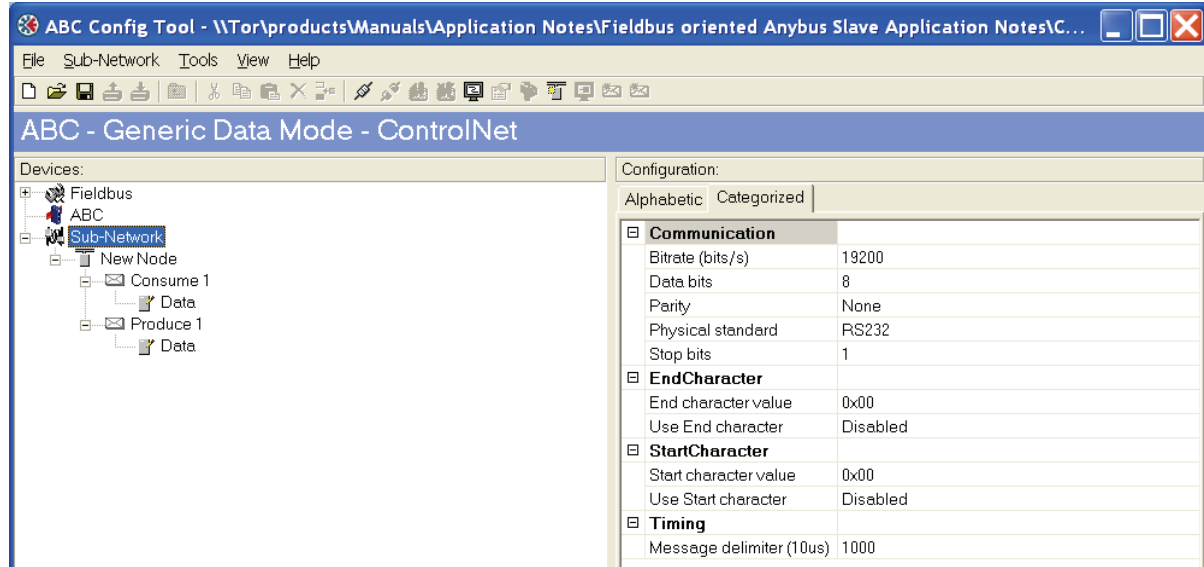 ABC Config Tool - \\Tor\products\Manuals\Application Notes\Fieldbus oriented Anybus Slave Application Notes\C...
File Sub-Network Tools View Help
ABC - Generic Data Mode - ControlNet
Devices:
Fieldbus
ABC
Sub-Network
New Node
Consume 1
Data
Produce 1
Data
Configuration:
Alphabetic Categorized
Communication
Bitrate (bits/s) 19200
Data bits 8
Parity None
Physical standard RS232
Stop bits 1
EndCharacter
End character value 0x00
Use End character Disabled
StartCharacter
Start character value 0x00
Use Start character Disabled
Timing
Message delimiter (10us) 1000